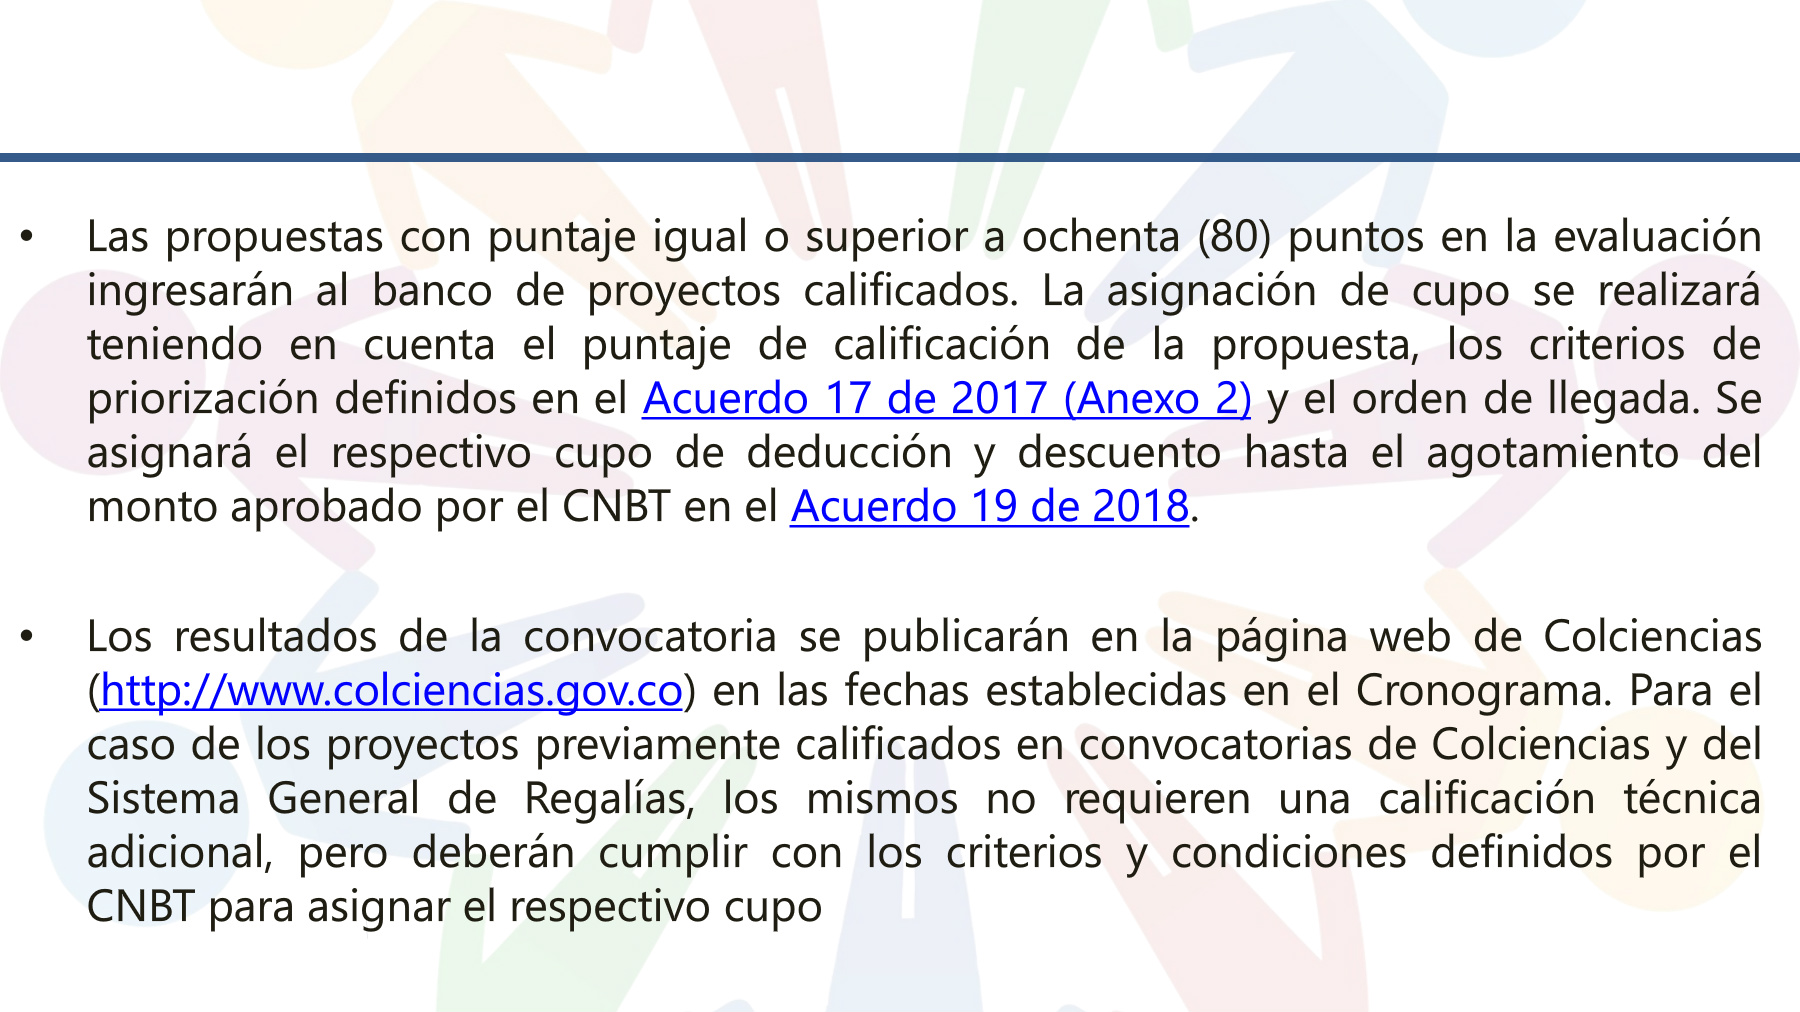 • Las propuestas con puntaje igual o superior a ochenta (80) puntos en la evaluación
ingresarán al banco de proyectos calificados. La asignación de cupo se realizará
teniendo en cuenta el puntaje de calificación de la propuesta, los criterios de
priorización definidos en el Acuerdo 17 de 2017 (Anexo 2) y el orden de llegada. Se
asignará el respectivo cupo de deducción y descuento hasta el agotamiento del
monto aprobado por el CNBT en el Acuerdo 19 de 2018.
• Los resultados de la convocatoria se publicarán en la página web de Colciencias
(http://www.colciencias.gov.co) en las fechas establecidas en el Cronograma. Para el
caso de los proyectos previamente calificados en convocatorias de Colciencias y del
Sistema General de Regalías, los mismos no requieren una calificación técnica
adicional, pero deberán cumplir con los criterios y condiciones definidos por el
CNBT para asignar el respectivo cupo